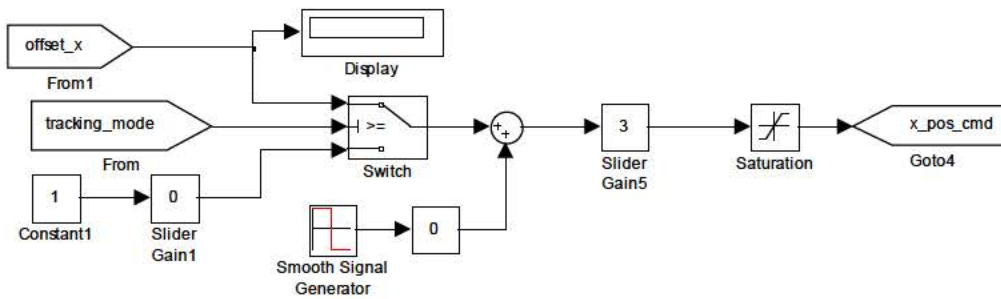 offset_x
From1
Display
tracking_mode
From
>=
Switch
1
Constant1
0
Slider
Gain1
Smooth Signal
Generator
0
+
+
3
Slider
Gain5
Saturation
x_pos_cmd
Goto4